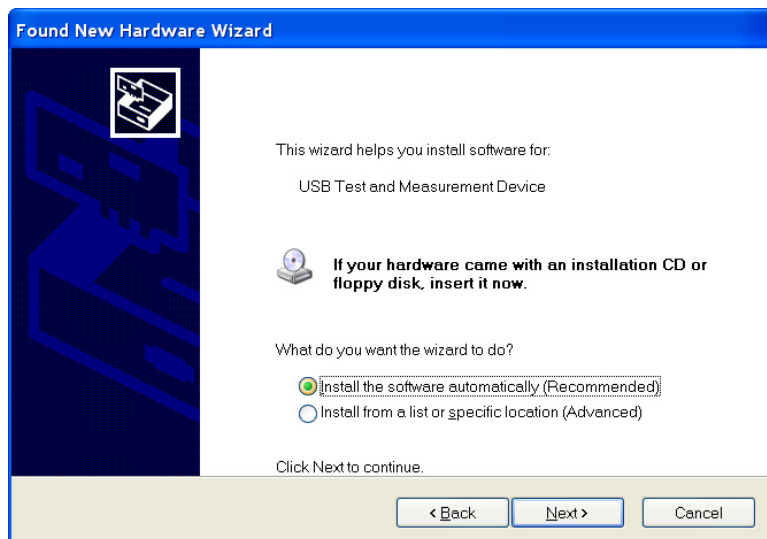 Found New Hardware Wizard
This wizard helps you install software for:
USB Test and Measurement Device
If your hardware came with an installation CD or
floppy disk, insert it now.
What do you want the wizard to do?
Install the software automatically (Recommended)
Install from a list or specific location (Advanced)
Click Next to continue.
< Back
Next >
Cancel